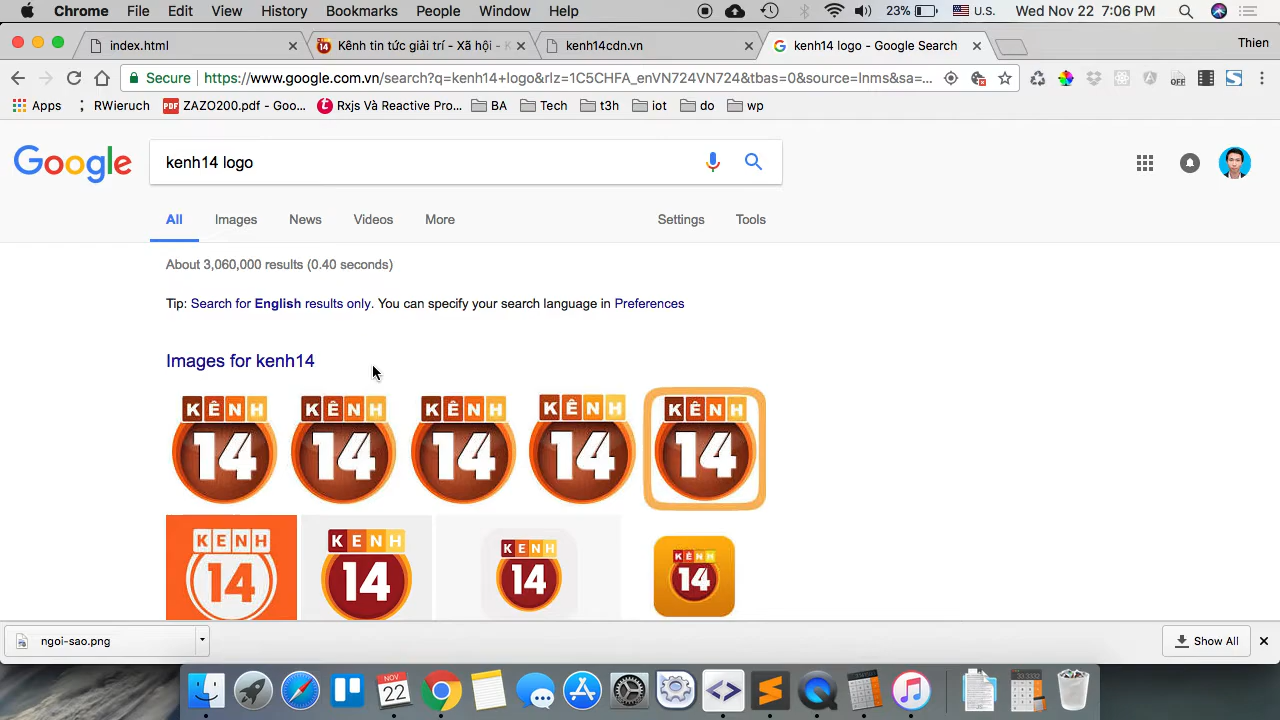 Chrome File Edit View History Bookmarks People Window Help 23% U.S. Wed Nov 22 7:06 PM
index.html Kênh tin tức giải trí - Xã hội - K kenh14cdn.vn kenh14 logo - Google Search Thien
Secure https://www.google.com.vn/search?q=kenh14+logo&rlz=1C5CHFA_enVN724VN724&tbas=0&source=lnms&sa=...
Apps RWieruch ZAZO200.pdf - Goo... Rxjs Và Reactive Pro... BA Tech t3h iot do wp
Google kenh14 logo
All Images News Videos More Settings Tools
About 3,060,000 results (0.40 seconds)
Tip: Search for English results only. You can specify your search language in Preferences
Images for kenh14
KÊNH KÊNH KÊNH KÊNH KÊNH
14 14 14 14 14
KENH KENH KENH KÊNH
14 14 14 14
ngoi-sao.png Show All
NOV
22